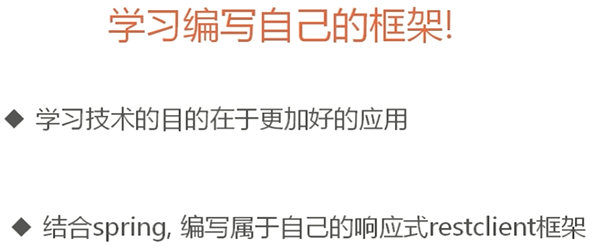 学习编写自己的框架!
◆ 学习技术的目的在于更加好的应用
◆ 结合spring, 编写属于自己的响应式restclient框架